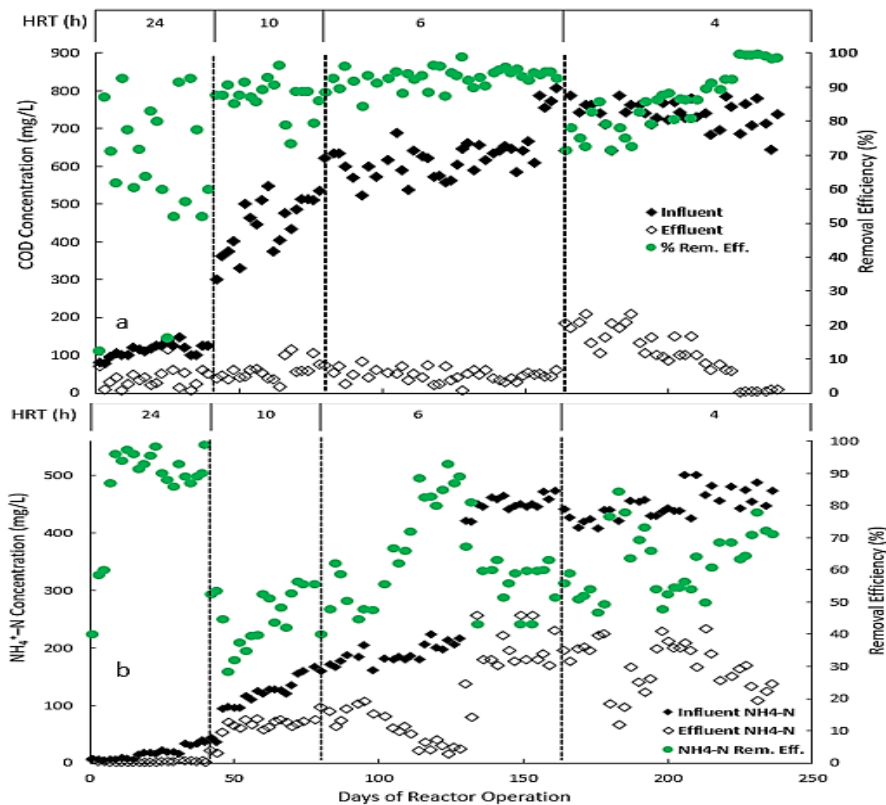 HRT (h) 24 10 6 4
900 100
800 90
700 80
600 70
500 60
400 50
300 40
200 30
100 20
0 10
0
COD Concentration (mg/L)
Removal Efficiency (%)
Influent
Effluent
% Rem. Eff.
a
HRT (h) 24 10 6 4
500 100
400 90
300 80
200 70
100 60
0 50
40
30
20
10
0
NH4+-N Concentration (mg/L)
Removal Efficiency (%)
b
Influent NH4-N
Effluent NH4-N
NH4-N Rem. Eff.
0 50 100 150 200 250
Days of Reactor Operation